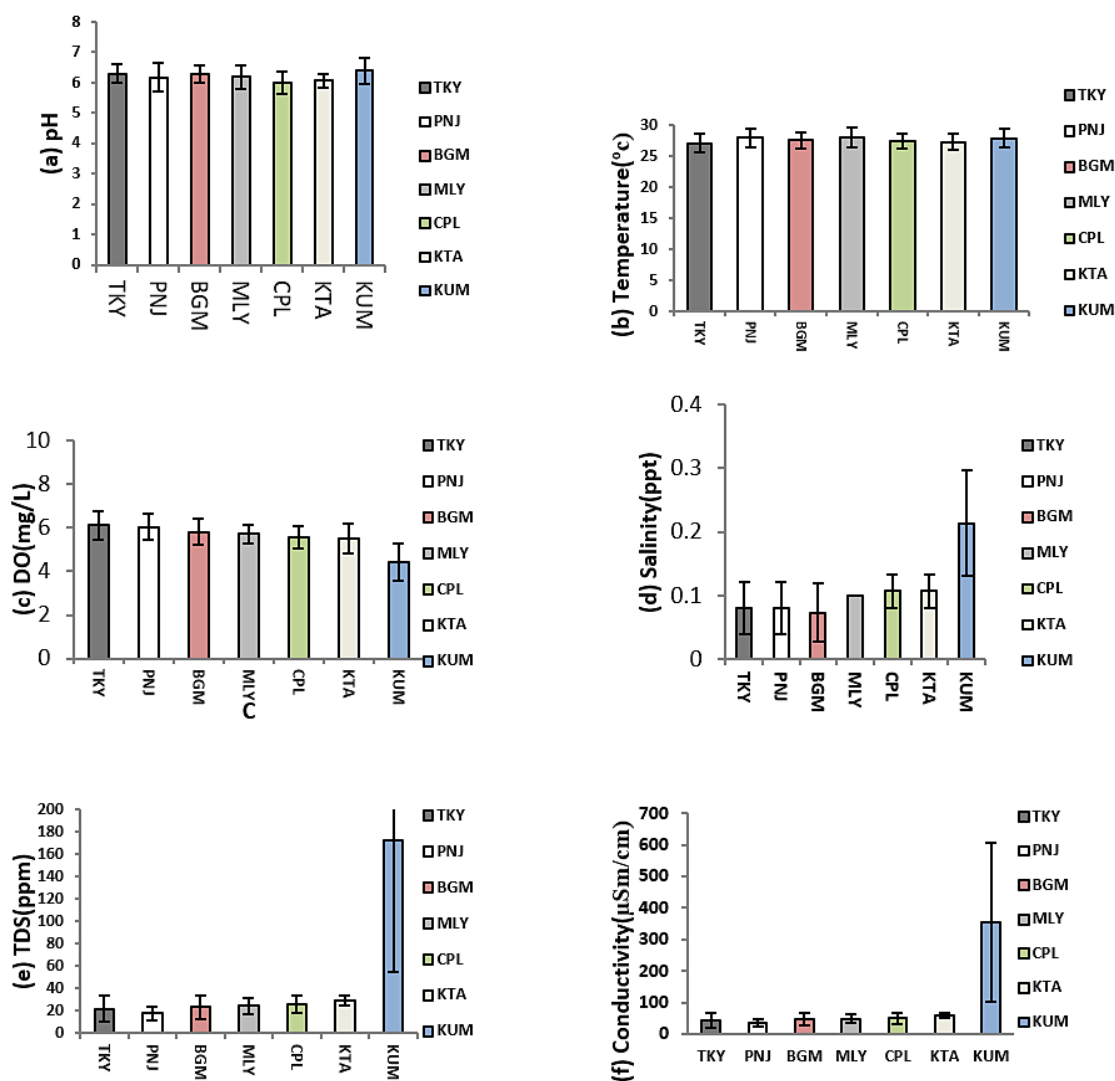 (a) pH
8
7
6
5
4
3
2
1
0
TKY PNJ BGM MLY CPL KTA KUM
TKY
PNJ
BGM
MLY
CPL
KTA
KUM
(b) Temperature(°c)
30
25
20
15
10
5
0
TKY PNJ BGM MLY CPL KTA KUM
TKY
PNJ
BGM
MLY
CPL
KTA
KUM
(c) DO(mg/L)
10
8
6
4
2
0
TKY PNJ BGM MLY CPL KTA KUM
C
TKY
PNJ
BGM
MLY
CPL
KTA
KUM
(d) Salinity(ppt)
0.4
0.3
0.2
0.1
0
TKY PNJ BGM MLY CPL KTA KUM
TKY
PNJ
BGM
MLY
CPL
KTA
KUM
(e) TDS(ppm)
200
180
160
140
120
100
80
60
40
20
0
TKY PNJ BGM MLY CPL KTA KUM
TKY
PNJ
BGM
MLY
CPL
KTA
KUM
(f) Conductivity(µSm/cm)
700
600
500
400
300
200
100
0
TKY PNJ BGM MLY CPL KTA KUM
TKY
PNJ
BGM
MLY
CPL
KTA
KUM